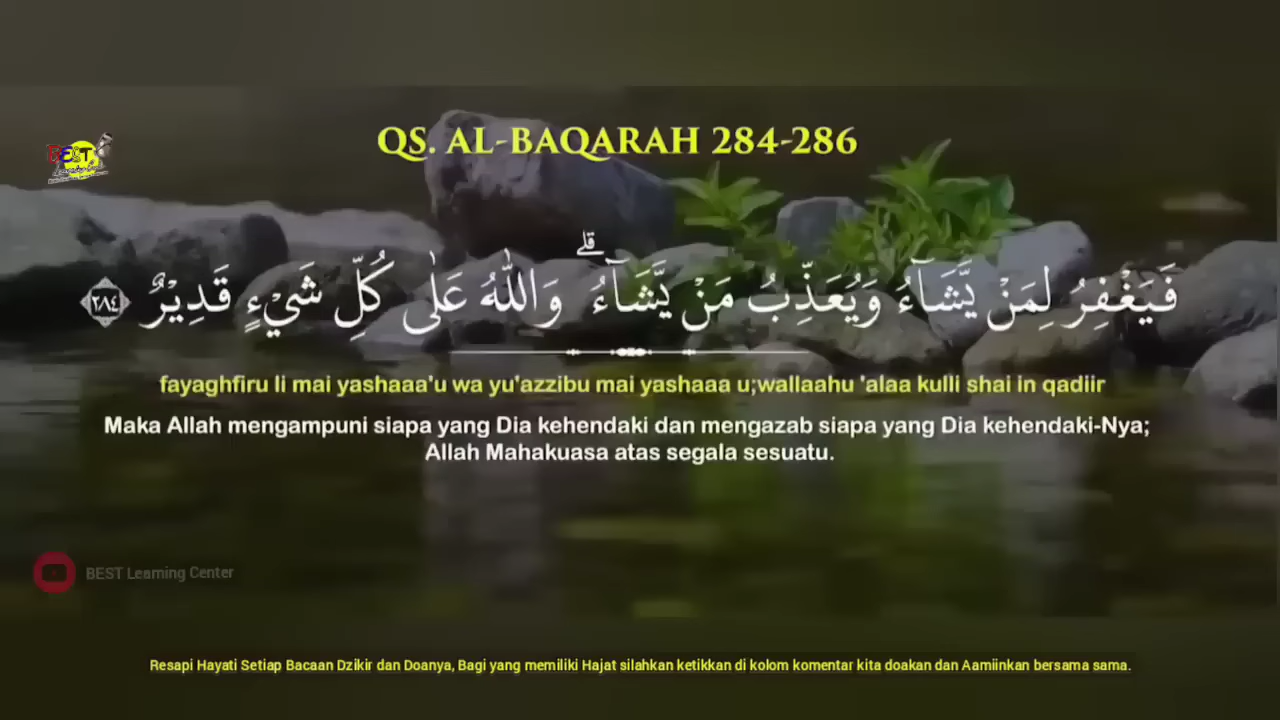 QS. AL-BAQARAH 284-286
BEST
فَيَغْفِرُ لِمَنْ يَّشَاۤءُ وَيُعَذِّبُ مَنْ يَّشَاۤءُ ۗ وَاللّٰهُ عَلٰى كُلِّ شَيْءٍ قَدِيْرٌ ٢٨٤
fayaghfiru li mai yashaaa'u wa yu'azzibu mai yashaaa u;wallaahu 'alaa kulli shai in qadiir
Maka Allah mengampuni siapa yang Dia kehendaki dan mengazab siapa yang Dia kehendaki-Nya;
Allah Mahakuasa atas segala sesuatu.
BEST Learning Center
Resapi Hayati Setiap Bacaan Dzikir dan Doanya, Bagi yang memiliki Hajat silahkan ketikkan di kolom komentar kita doakan dan Aamiinkan bersama sama.